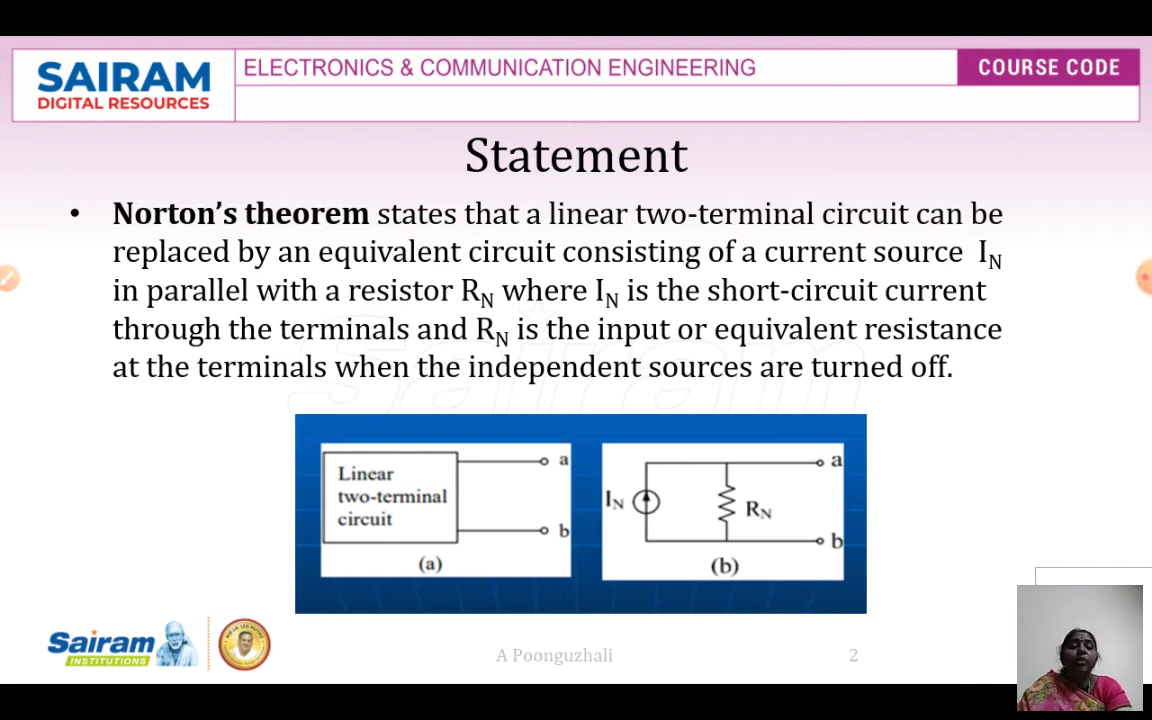 SAIRAM
DIGITAL RESOURCES
ELECTRONICS & COMMUNICATION ENGINEERING
COURSE CODE
Statement
• Norton’s theorem states that a linear two-terminal circuit can be
replaced by an equivalent circuit consisting of a current source I_N
in parallel with a resistor R_N where I_N is the short-circuit current
through the terminals and R_N is the input or equivalent resistance
at the terminals when the independent sources are turned off.
Sairam
Linear
two-terminal
circuit
a
b
(a)
I_N
R_N
a
b
(b)
Sairam
INSTITUTIONS
A Poonguzhali
2